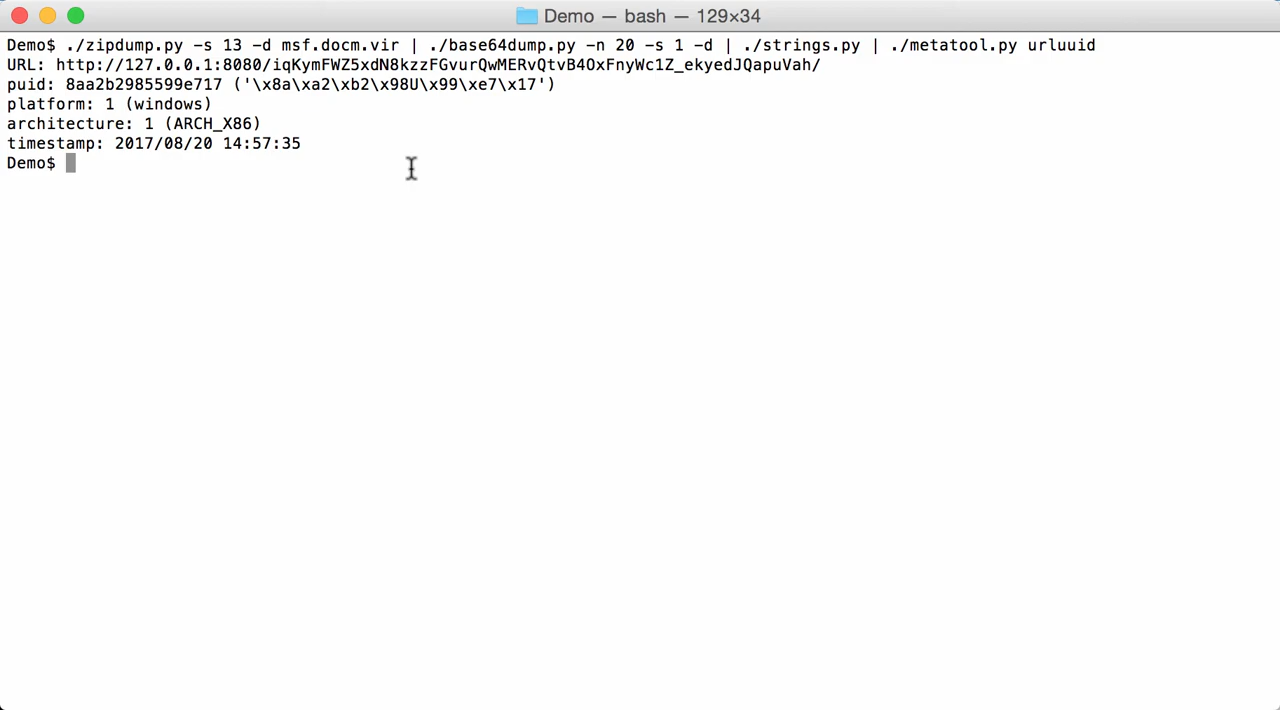 Demo — bash — 129×34
Demo$ ./zipdump.py -s 13 -d msf.docm.vir | ./base64dump.py -n 20 -s 1 -d | ./strings.py | ./metatool.py urluuid
URL: http://127.0.0.1:8080/iqKymFWZ5xdN8kzzFGvurQwMERvQtvB4OxFnyWc1Z_ekyedJQapuVah/
puid: 8aa2b2985599e717 ('\x8a\xa2\xb2\x98U\x99\xe7\x17')
platform: 1 (windows)
architecture: 1 (ARCH_X86)
timestamp: 2017/08/20 14:57:35
Demo$